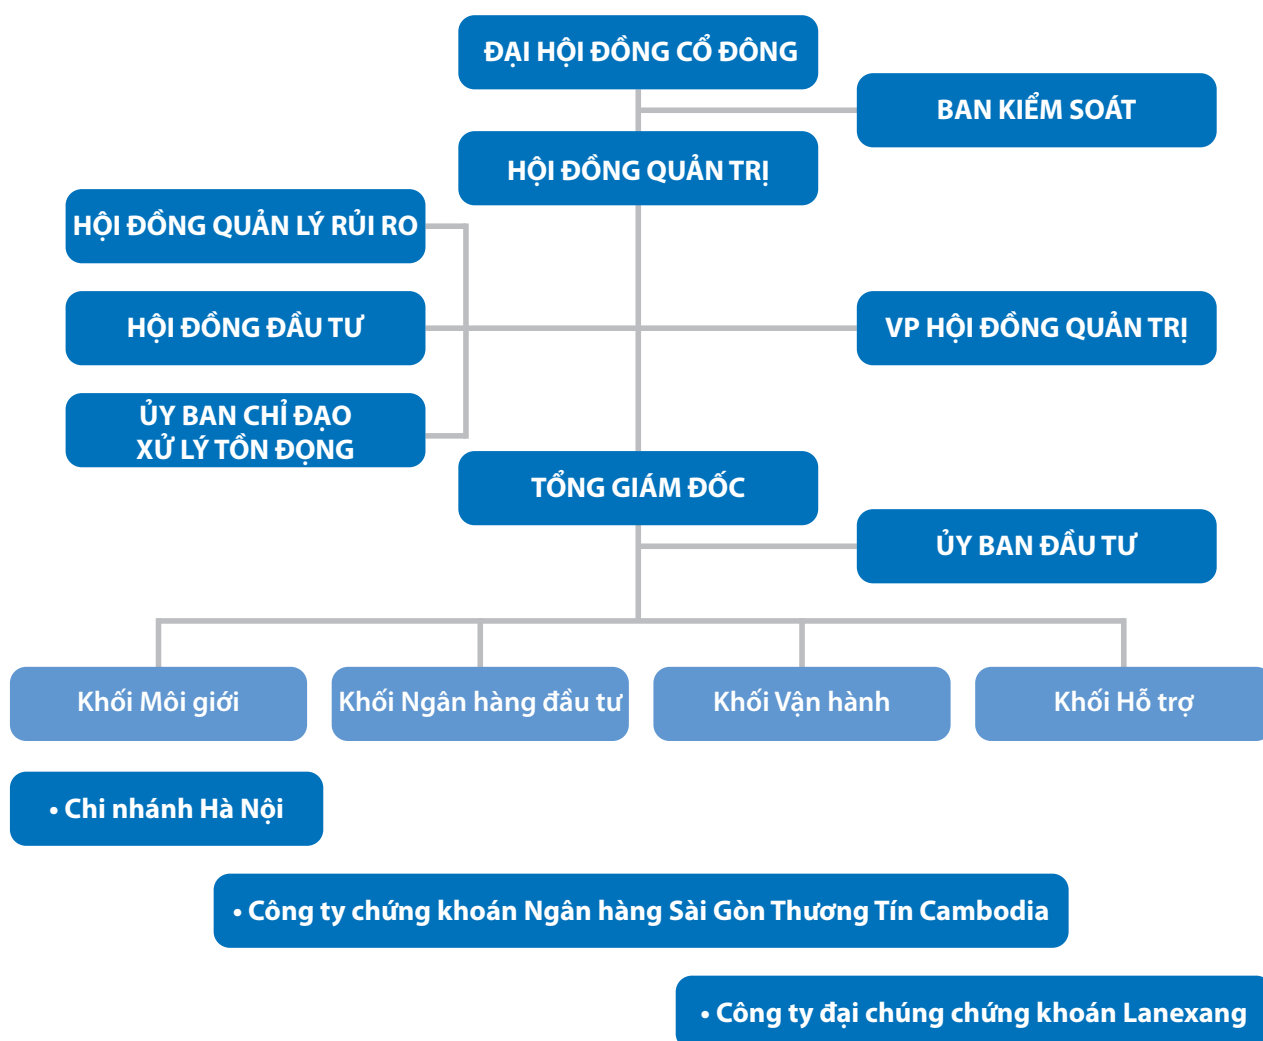 ĐẠI HỘI ĐỒNG CỔ ĐÔNG
BAN KIỂM SOÁT
HỘI ĐỒNG QUẢN TRỊ
HỘI ĐỒNG QUẢN LÝ RỦI RO
HỘI ĐỒNG ĐẦU TƯ
VP HỘI ĐỒNG QUẢN TRỊ
ỦY BAN CHỈ ĐẠO
XỬ LÝ TỒN ĐỌNG
TỔNG GIÁM ĐỐC
ỦY BAN ĐẦU TƯ
Khối Môi giới
Khối Ngân hàng đầu tư
Khối Vận hành
Khối Hỗ trợ
• Chi nhánh Hà Nội
• Công ty chứng khoán Ngân hàng Sài Gòn Thương Tín Cambodia
• Công ty đại chúng chứng khoán Lanexang